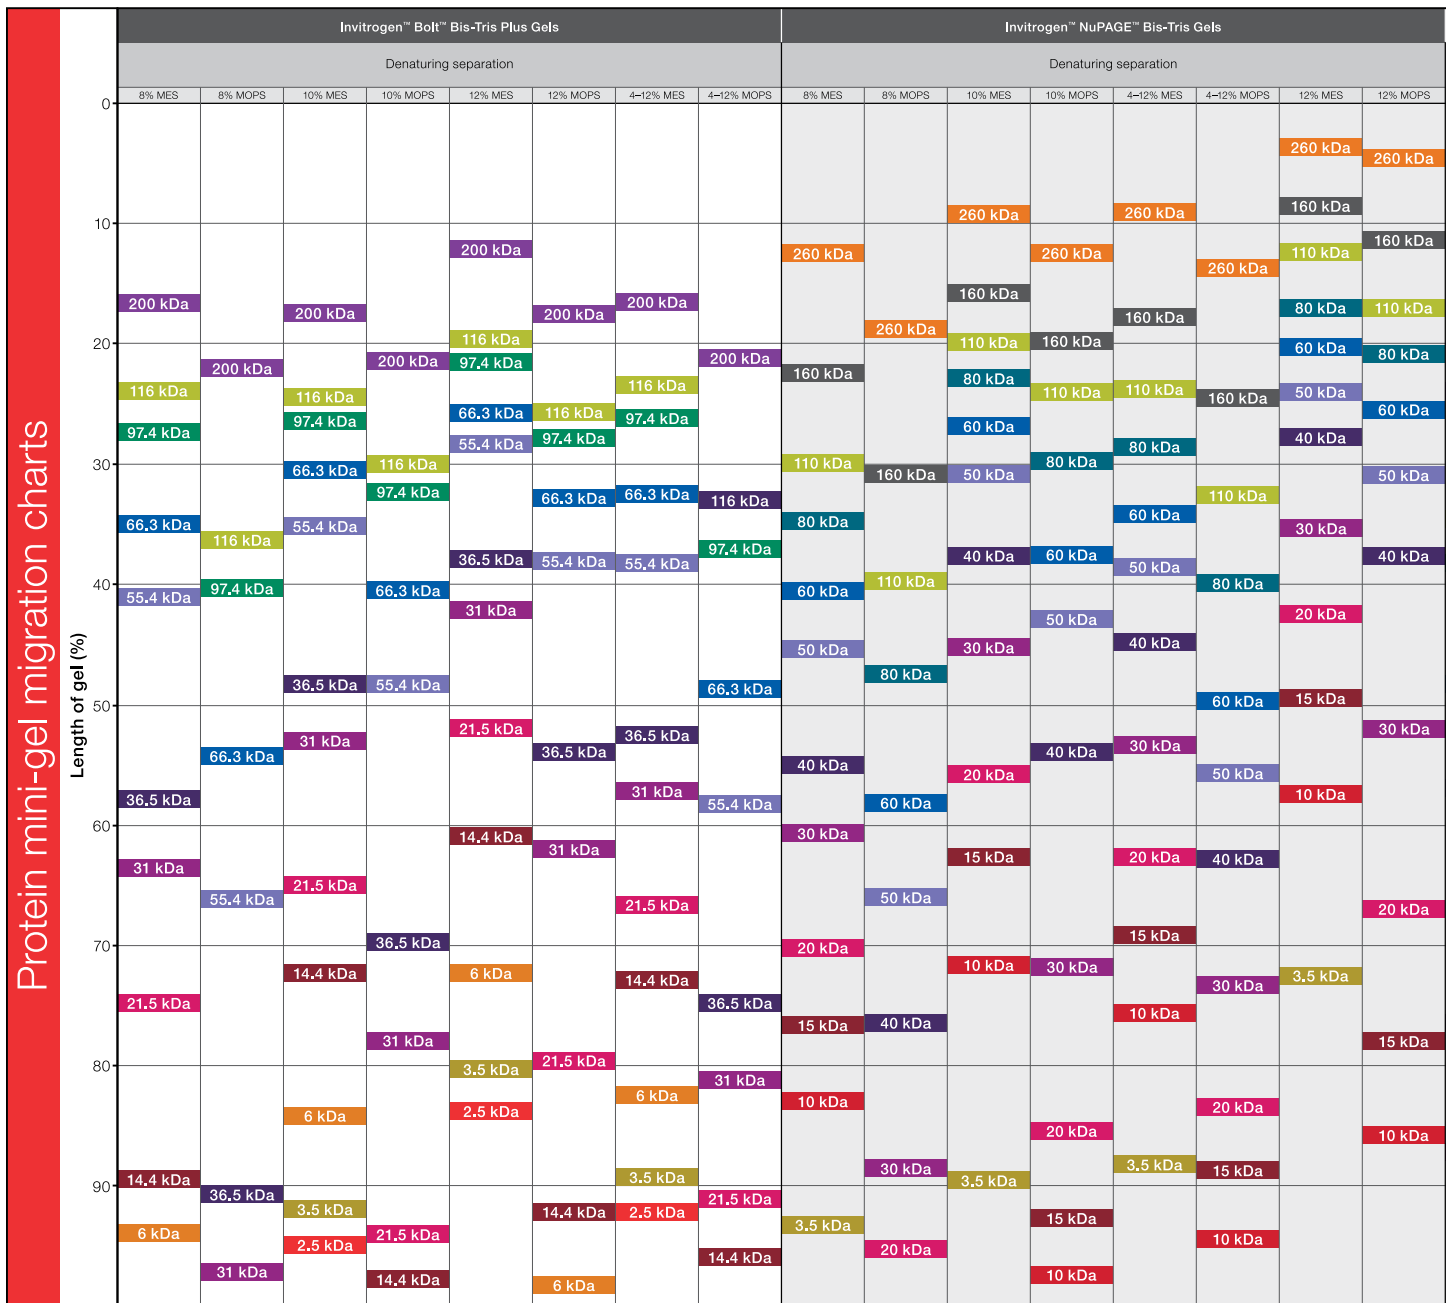 Protein mini-gel migration charts
Length of gel (%)
Invitrogen™ Bolt™ Bis-Tris Plus Gels
Invitrogen™ NuPAGE™ Bis-Tris Gels
Denaturing separation
Denaturing separation
8% MES
8% MOPS
10% MES
10% MOPS
12% MES
12% MOPS
4–12% MES
4–12% MOPS
8% MES
8% MOPS
10% MES
10% MOPS
4–12% MES
4–12% MOPS
12% MES
12% MOPS
0
10
20
30
40
50
60
70
80
90
200 kDa
116 kDa
97.4 kDa
66.3 kDa
55.4 kDa
36.5 kDa
31 kDa
21.5 kDa
14.4 kDa
6 kDa
200 kDa
116 kDa
97.4 kDa
66.3 kDa
55.4 kDa
36.5 kDa
31 kDa
200 kDa
116 kDa
97.4 kDa
66.3 kDa
55.4 kDa
36.5 kDa
31 kDa
21.5 kDa
14.4 kDa
6 kDa
3.5 kDa
2.5 kDa
200 kDa
116 kDa
97.4 kDa
66.3 kDa
55.4 kDa
36.5 kDa
31 kDa
21.5 kDa
14.4 kDa
200 kDa
116 kDa
97.4 kDa
66.3 kDa
55.4 kDa
36.5 kDa
31 kDa
21.5 kDa
14.4 kDa
6 kDa
3.5 kDa
2.5 kDa
200 kDa
116 kDa
97.4 kDa
66.3 kDa
55.4 kDa
36.5 kDa
31 kDa
21.5 kDa
14.4 kDa
6 kDa
200 kDa
116 kDa
97.4 kDa
66.3 kDa
55.4 kDa
36.5 kDa
31 kDa
21.5 kDa
14.4 kDa
6 kDa
3.5 kDa
2.5 kDa
200 kDa
116 kDa
97.4 kDa
66.3 kDa
55.4 kDa
36.5 kDa
31 kDa
21.5 kDa
14.4 kDa
260 kDa
160 kDa
110 kDa
80 kDa
60 kDa
50 kDa
40 kDa
30 kDa
20 kDa
15 kDa
10 kDa
3.5 kDa
260 kDa
160 kDa
110 kDa
80 kDa
60 kDa
50 kDa
40 kDa
30 kDa
20 kDa
260 kDa
160 kDa
110 kDa
80 kDa
60 kDa
50 kDa
40 kDa
30 kDa
20 kDa
15 kDa
10 kDa
3.5 kDa
260 kDa
160 kDa
110 kDa
80 kDa
60 kDa
50 kDa
40 kDa
30 kDa
20 kDa
15 kDa
10 kDa
260 kDa
160 kDa
110 kDa
80 kDa
60 kDa
50 kDa
40 kDa
30 kDa
20 kDa
15 kDa
10 kDa
3.5 kDa
260 kDa
160 kDa
110 kDa
80 kDa
60 kDa
50 kDa
40 kDa
30 kDa
20 kDa
15 kDa
10 kDa
260 kDa
160 kDa
110 kDa
80 kDa
60 kDa
50 kDa
40 kDa
30 kDa
20 kDa
15 kDa
10 kDa
3.5 kDa
260 kDa
160 kDa
110 kDa
80 kDa
60 kDa
50 kDa
40 kDa
30 kDa
20 kDa
15 kDa
10 kDa